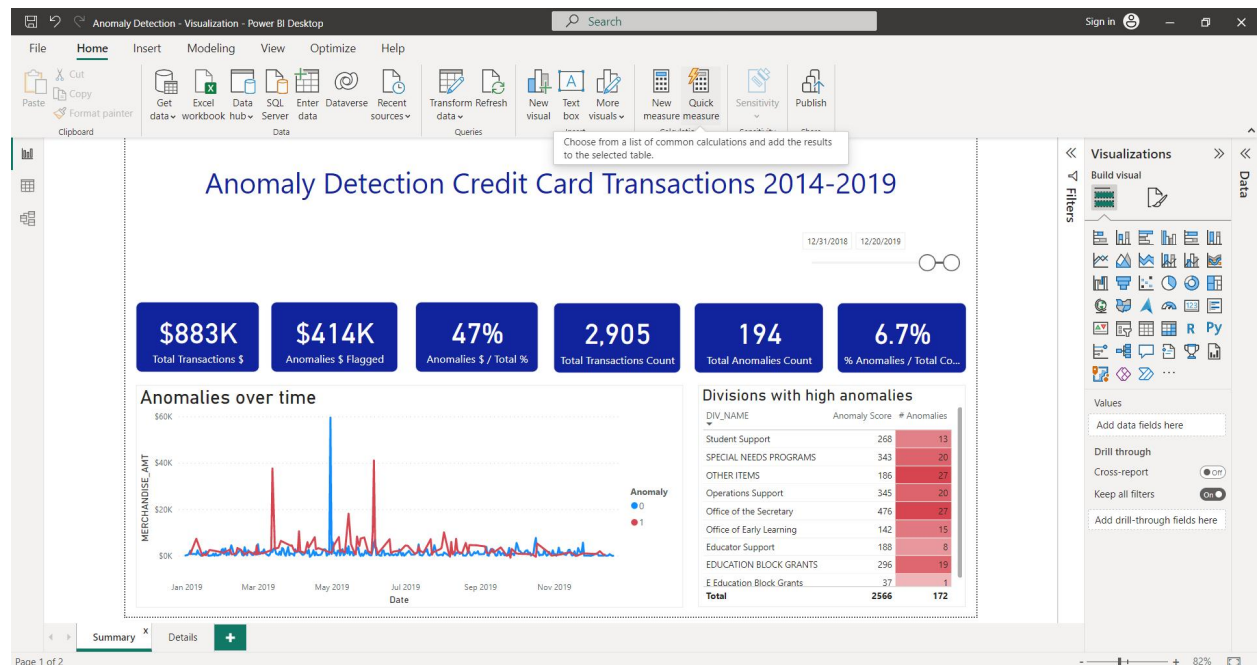 Anomaly Detection - Visualization - Power BI Desktop
Search
Sign in
File Home Insert Modeling View Optimize Help
Paste
Cut
Copy
Format painter
Clipboard
Get data
Excel workbook
Data hub
SQL Server
Enter data
Dataverse
Recent sources
Data
Transform data
Refresh
Queries
New visual
Text box
More visuals
New measure
Quick measure
Sensitivity
Publish
Choose from a list of common calculations and add the results
to the selected table.
Anomaly Detection Credit Card Transactions 2014-2019
12/31/2018 12/20/2019
$883K
Total Transactions $
$414K
Anomalies $ Flagged
47%
Anomalies $ / Total %
2,905
Total Transactions Count
194
Total Anomalies Count
6.7%
% Anomalies / Total Co...
Anomalies over time
MERCHANDISE_AMT
$60K
$40K
$20K
$0K
Jan 2019 Mar 2019 May 2019 Jul 2019 Sep 2019 Nov 2019
Date
Anomaly
0
1
Divisions with high anomalies
DIV_NAME Anomaly Score # Anomalies
Student Support 268 13
SPECIAL NEEDS PROGRAMS 343 20
OTHER ITEMS 186 27
Operations Support 345 20
Office of the Secretary 476 27
Office of Early Learning 142 15
Educator Support 188 8
EDUCATION BLOCK GRANTS 296 19
E Education Block Grants 37 1
Total 2566 172
Filters
Visualizations
Build visual
123
R Py
Values
Add data fields here
Drill through
Cross-report Off
Keep all filters On
Add drill-through fields here
Data
Summary x Details +
Page 1 of 2
- + 82%